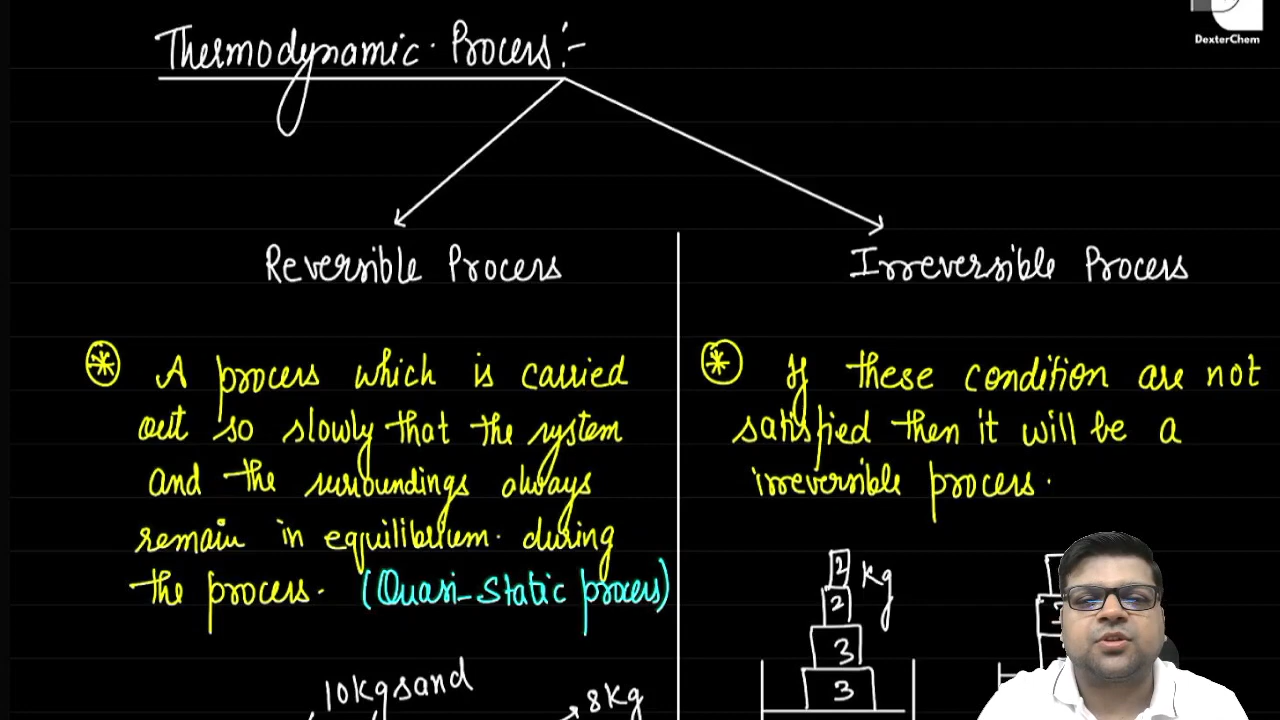 DexterChem
Thermodynamic Process :-
Reversible Process
Irreversible Process
A process which is carried
out so slowly that the system
and the surroundings always
remain in equilibrium. during
the process. (Quasi-Static process)
If these condition are not
satisfied then it will be a
irreversible process.
10kg sand
8kg
2 kg
2
3
3